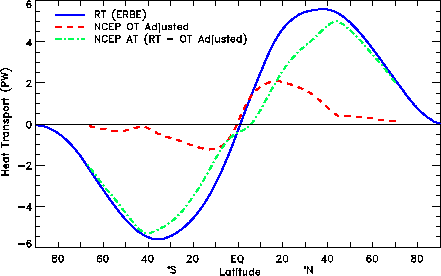 RT (ERBE)
NCEP OT Adjusted
NCEP AT (RT - OT Adjusted)
Heat Transport (PW)
6
4
2
0
-2
-4
-6
80 60 40 20 EQ 20 40 60 80
°S Latitude °N